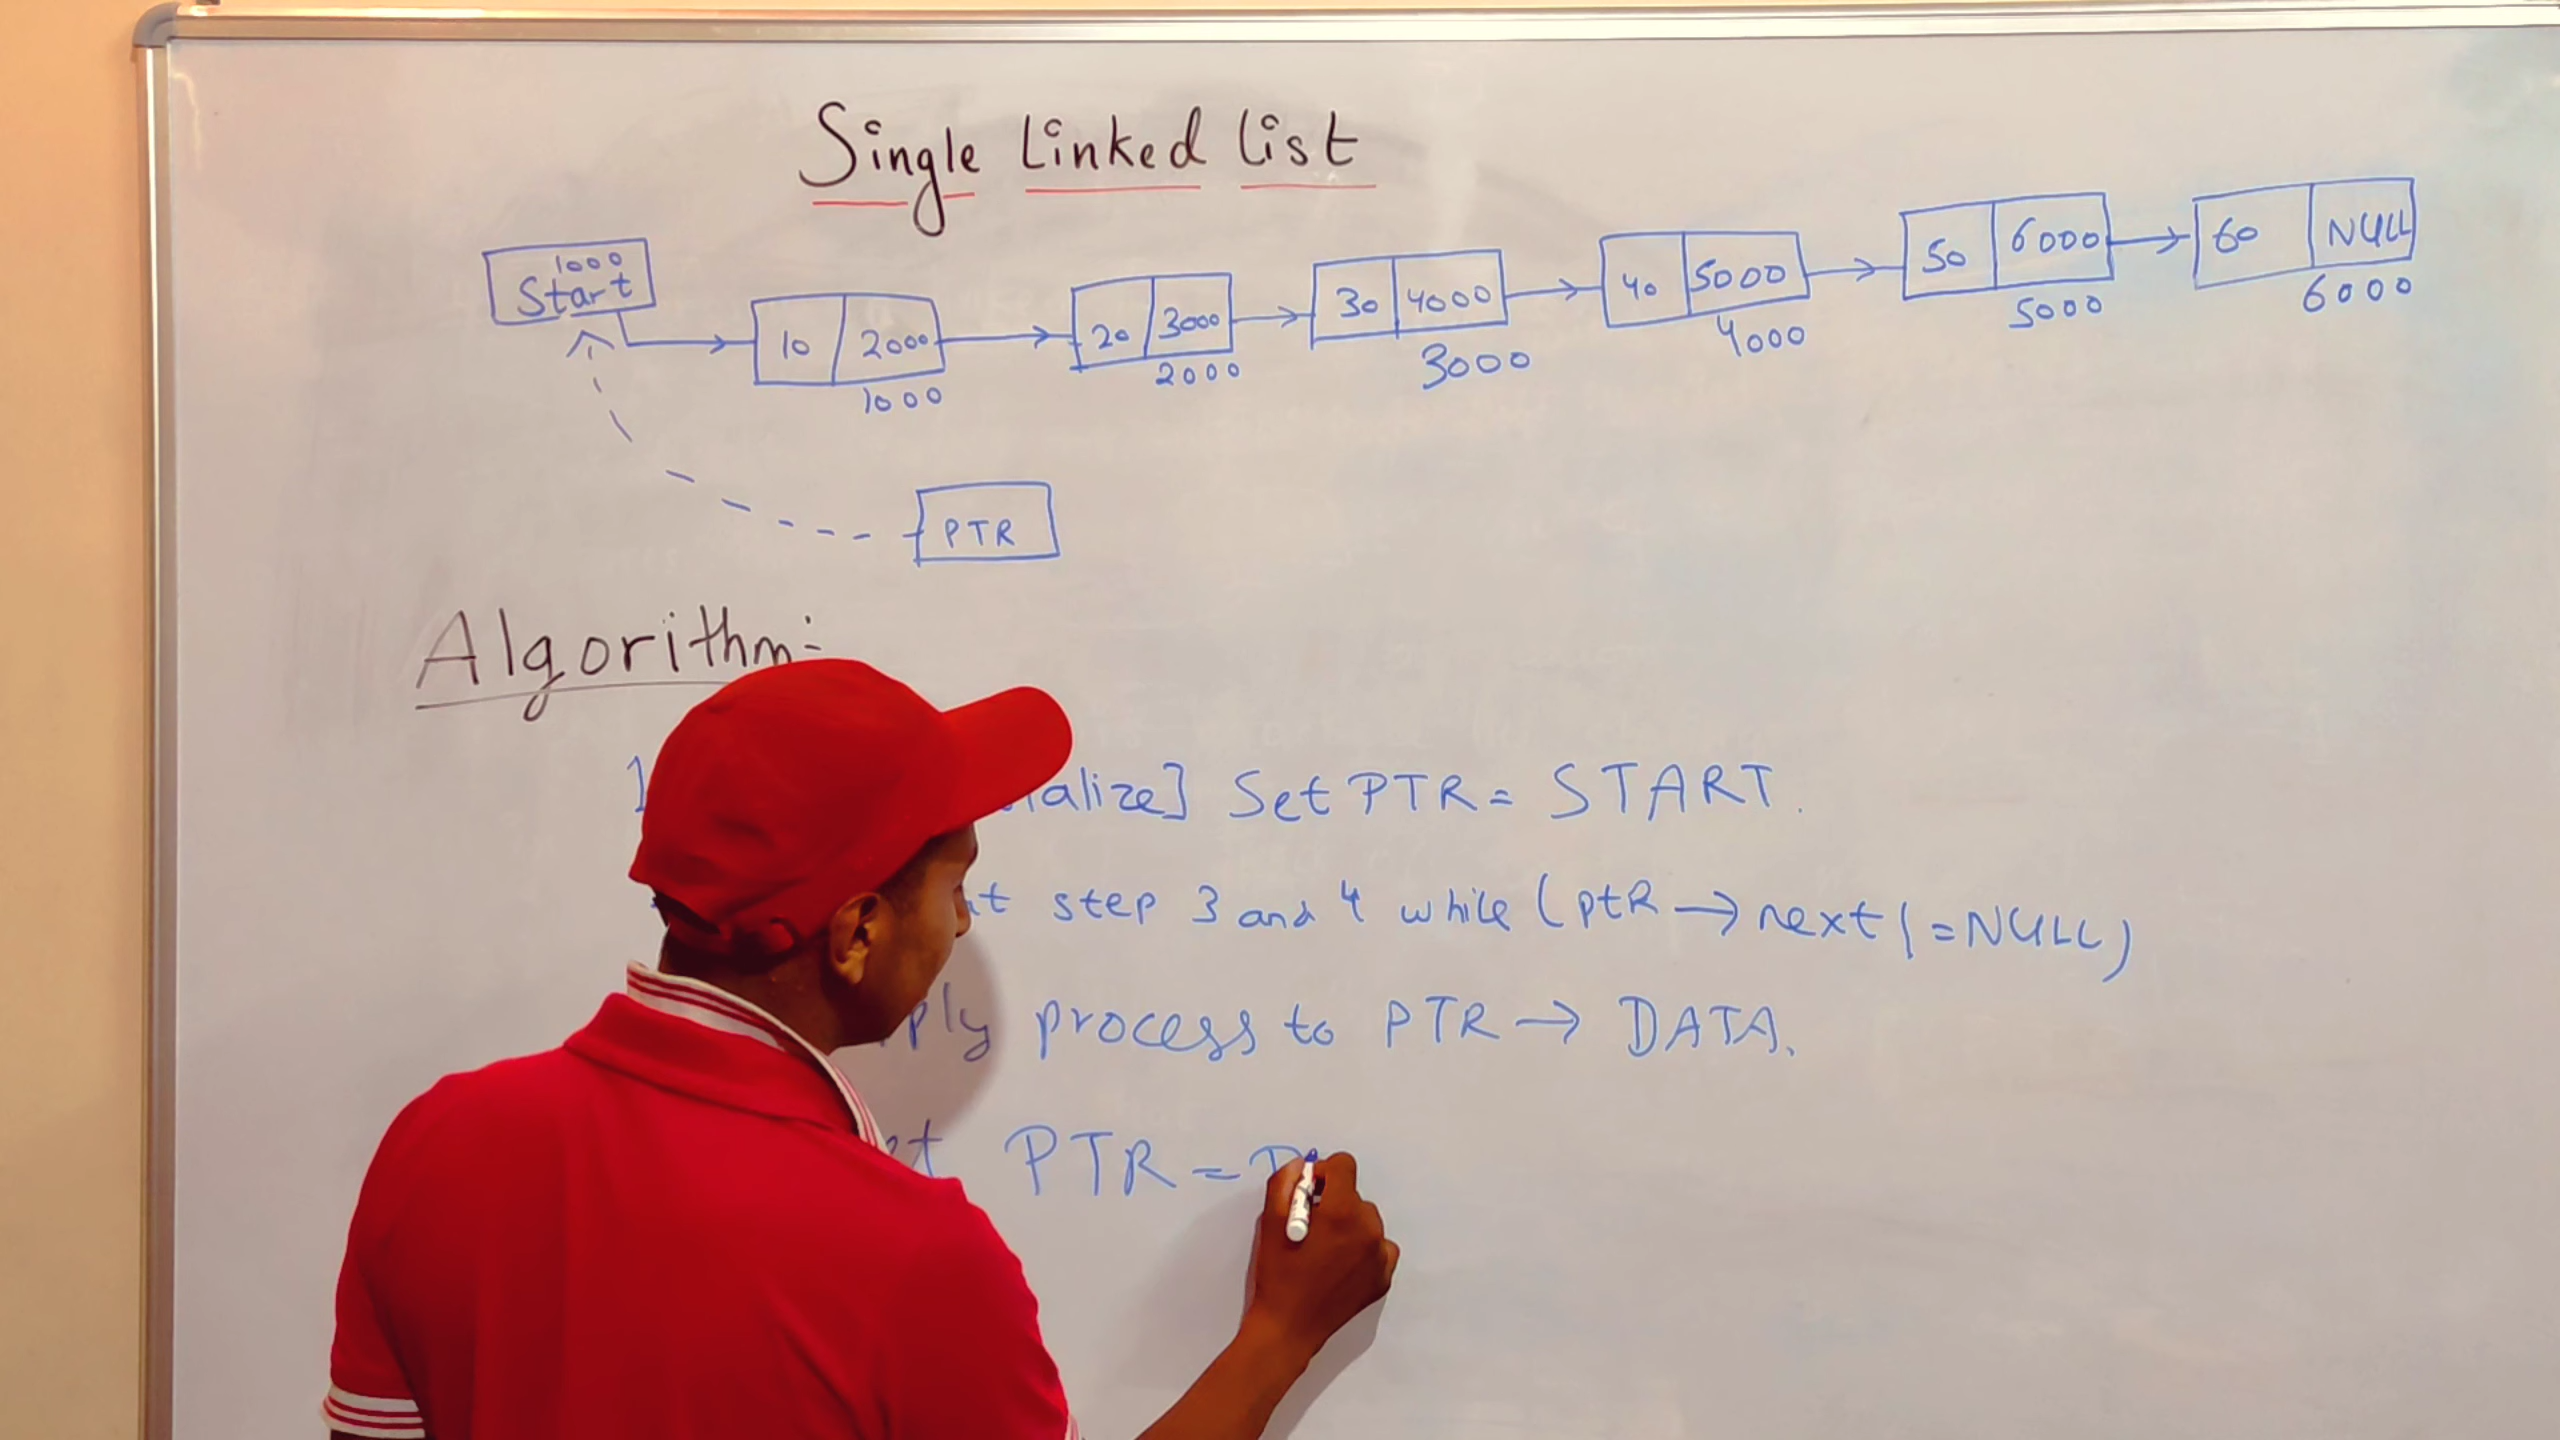 Single Linked List
1000
Start
10 2000
1000
20 3000
2000
30 4000
3000
40 5000
4000
50 6000
5000
60 NULL
6000
PTR
Algorithm:-
] Set PTR = START.
step 3 and 4 while (ptR → next != NULL)
process to PTR → DATA.
PTR =